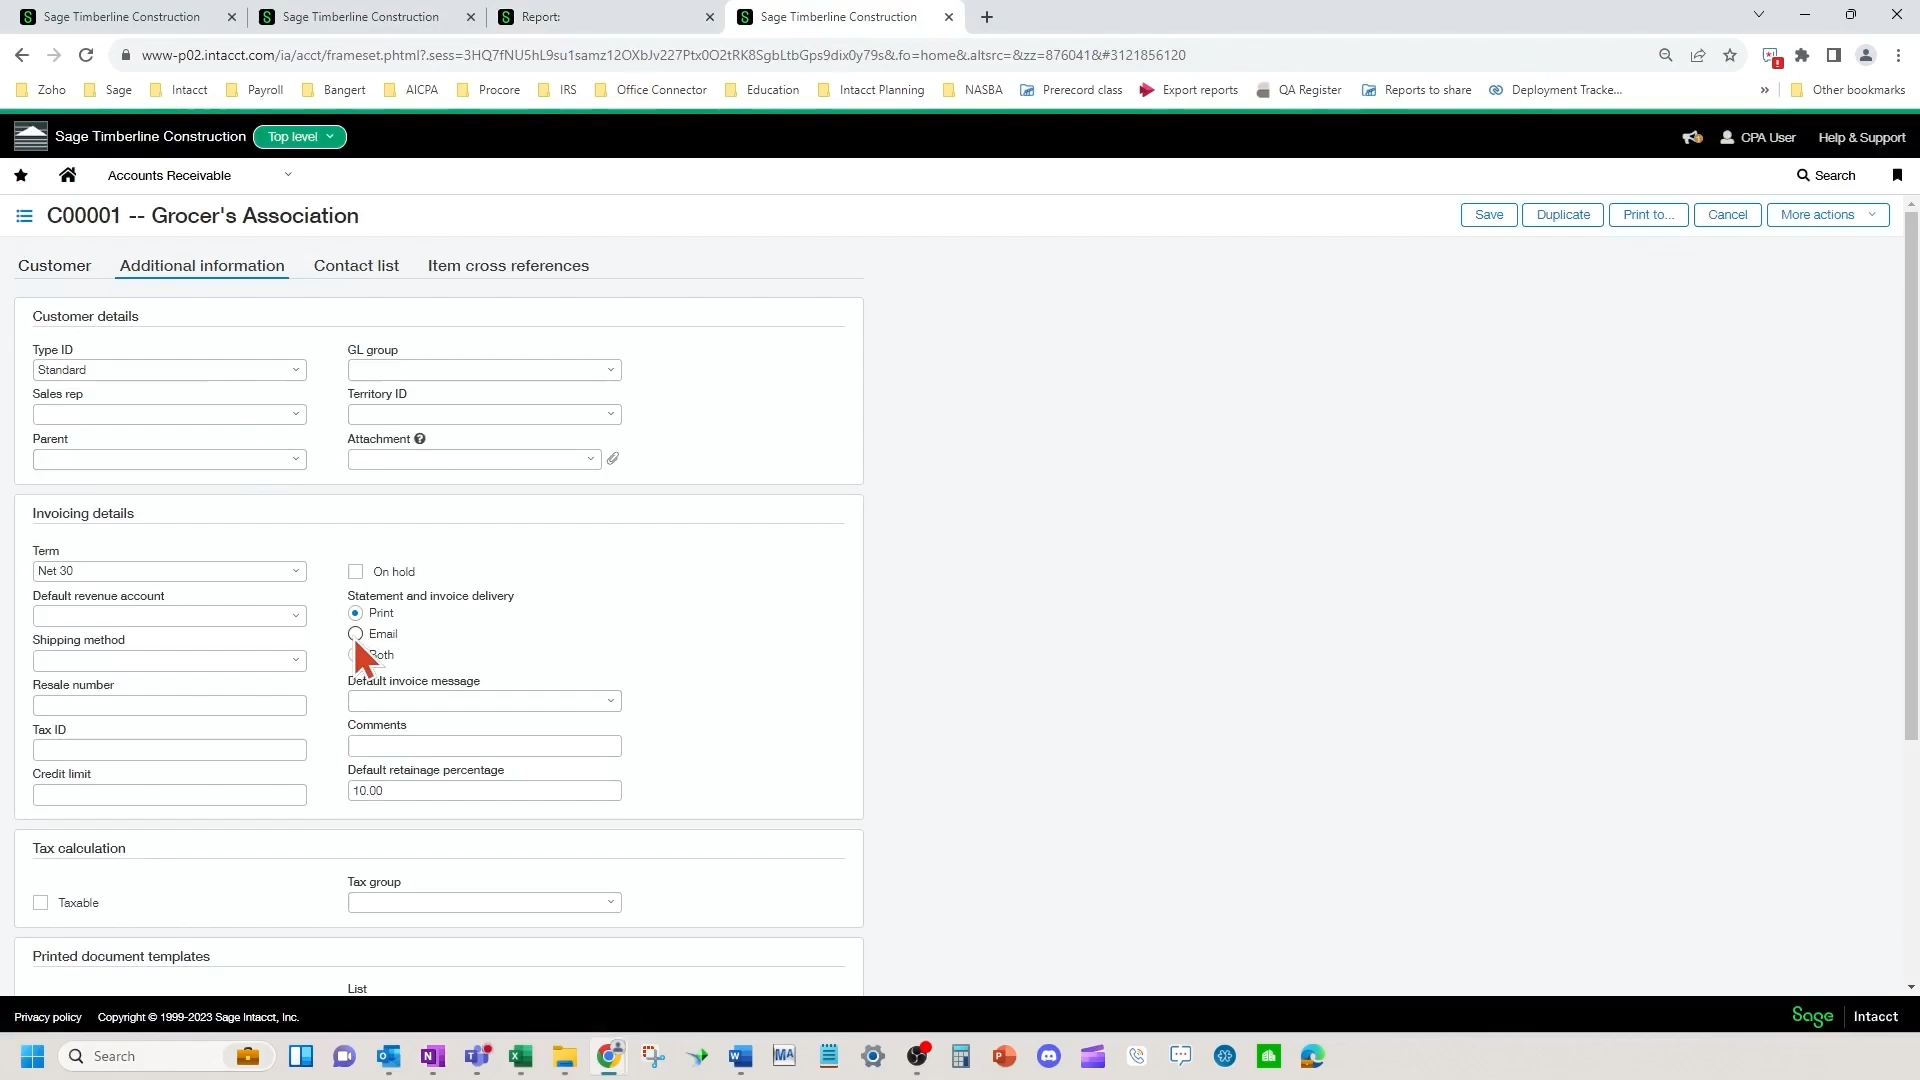 Sage Timberline Construction
Sage Timberline Construction
Report:
Sage Timberline Construction
www-p02.intacct.com/ia/acct/frameset.phtml?.sess=3HQ7fNU5hL9su1samz12OXbJv227Ptx0O2tRK8SgbLtbGps9dix0y79s&.fo=home&.altsrc=&zz=876041&#3121856120
Zoho Sage Intacct Payroll Bangert AICPA Procore IRS Office Connector Education Intacct Planning NASBA Prerecord class Export reports QA Register Reports to share Deployment Tracke... » Other bookmarks
Sage Timberline Construction Top level CPA User Help & Support
Accounts Receivable Search
C00001 -- Grocer's Association Save Duplicate Print to... Cancel More actions
Customer Additional information Contact list Item cross references
Customer details
Type ID GL group
Standard
Sales rep Territory ID
Parent Attachment
Invoicing details
Term
Net 30 On hold
Default revenue account Statement and invoice delivery
Print
Email
Shipping method
Both
Resale number Default invoice message
Tax ID Comments
Credit limit Default retainage percentage
10.00
Tax calculation
Tax group
Taxable
Printed document templates
List
Privacy policy Copyright © 1999-2023 Sage Intacct, Inc. Sage Intacct
Search